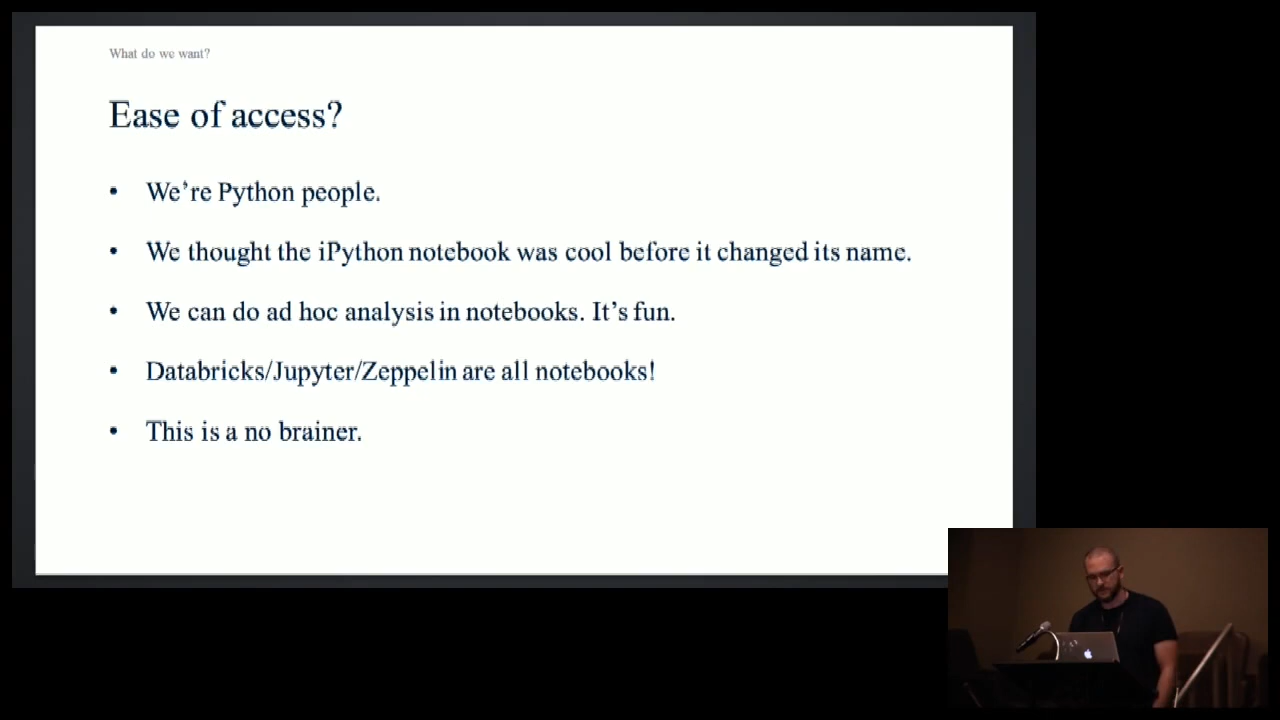 What do we want?
Ease of access?
• We're Python people.
• We thought the iPython notebook was cool before it changed its name.
• We can do ad hoc analysis in notebooks. It's fun.
• Databricks/Jupyter/Zeppelin are all notebooks!
• This is a no brainer.